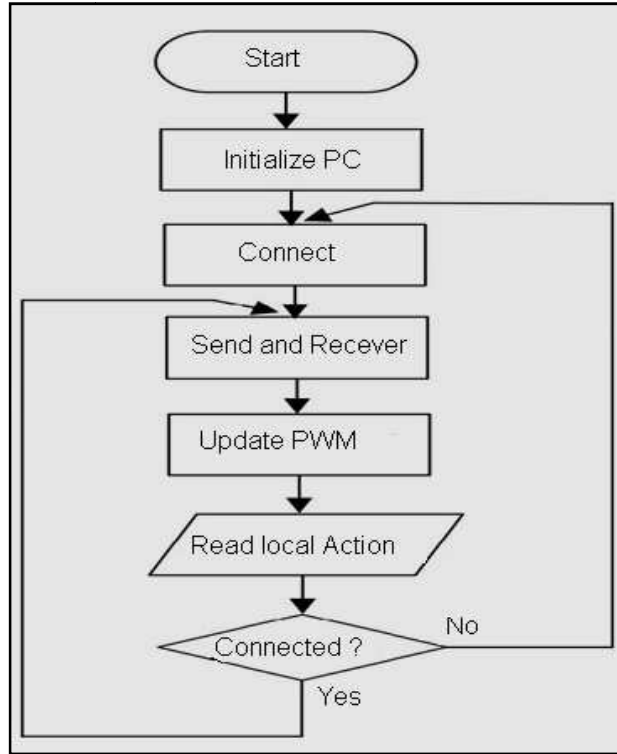 Start
Initialize PC
Connect
Send and Recever
Update PWM
Read local Action
Connected ?
No
Yes